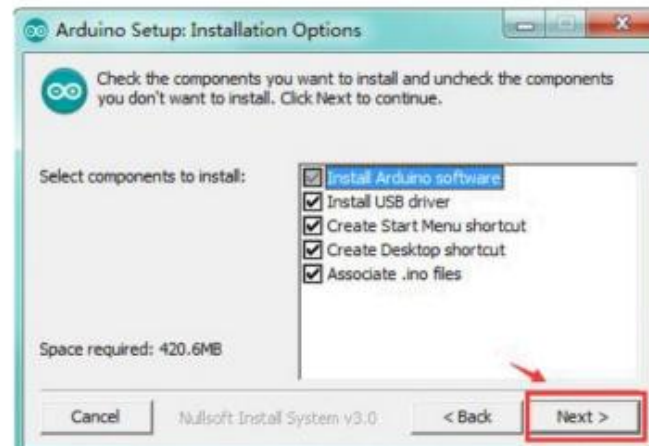 Arduino Setup: Installation Options
Check the components you want to install and uncheck the components
you don't want to install. Click Next to continue.
Select components to install:
Install Arduino software
Install USB driver
Create Start Menu shortcut
Create Desktop shortcut
Associate .ino files
Space required: 420.6MB
Cancel
Nullsoft Install System v3.0
< Back
Next >